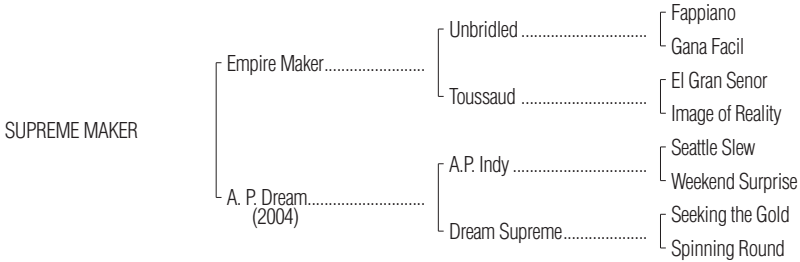 Fappiano
Unbridled
Gana Facil
Empire Maker
El Gran Senor
Toussaud
Image of Reality
SUPREME MAKER
Seattle Slew
A.P. Indy
Weekend Surprise
A. P. Dream
(2004)
Seeking the Gold
Dream Supreme
Spinning Round